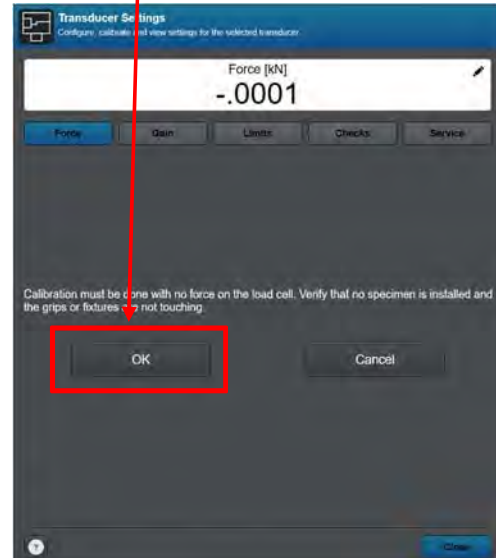 Transducer Settings
Configure, calibrate and view settings for the selected transducer.
Force [kN]
-.0001
Force Gain Limits Checks Service
Calibration must be done with no force on the load cell. Verify that no specimen is installed and
the grips or fixtures are not touching.
OK Cancel
? Close